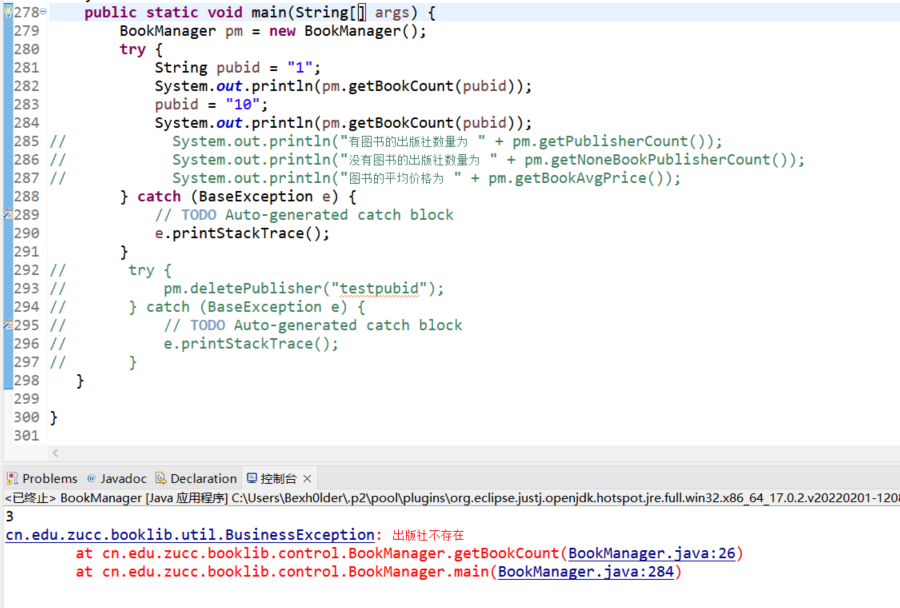 278 public static void main(String[] args) {
279 BookManager pm = new BookManager();
280 try {
281 String pubid = "1";
282 System.out.println(pm.getBookCount(pubid));
283 pubid = "10";
284 System.out.println(pm.getBookCount(pubid));
285 // System.out.println("有图书的出版社数量为 " + pm.getPublisherCount());
286 // System.out.println("没有图书的出版社数量为 " + pm.getNoneBookPublisherCount());
287 // System.out.println("图书的平均价格为 " + pm.getBookAvgPrice());
288 } catch (BaseException e) {
289 // TODO Auto-generated catch block
290 e.printStackTrace();
291 }
292 // try {
293 // pm.deletePublisher("testpubid");
294 // } catch (BaseException e) {
295 // // TODO Auto-generated catch block
296 // e.printStackTrace();
297 // }
298 }
299
300 }
301
Problems @ Javadoc Declaration 控制台
<已终止> BookManager [Java 应用程序] C:\Users\Bexh0lder\.p2\pool\plugins\org.eclipse.justj.openjdk.hotspot.jre.full.win32.x86_64_17.0.2.v20220201-1208
3
cn.edu.zucc.booklib.util.BusinessException: 出版社不存在
at cn.edu.zucc.booklib.control.BookManager.getBookCount(BookManager.java:26)
at cn.edu.zucc.booklib.control.BookManager.main(BookManager.java:284)